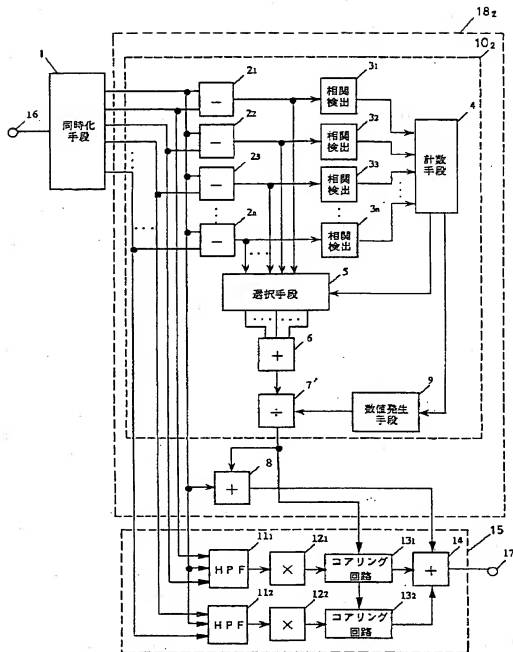 18₂
10₂
1
2₁
3₁
16
同時化
手段
−
相関
検出
4
2₂
3₂
−
相関
検出
計数
手段
2₃
3₃
−
相関
検出
2n
3n
−
相関
検出
5
選択手段
+
6
7'
9
÷
数値発生
手段
8
+
15
11₁
12₁
13₁
14
17
HPF
×
コアリング
回路
+
11₂
12₂
13₂
HPF
×
コアリング
回路